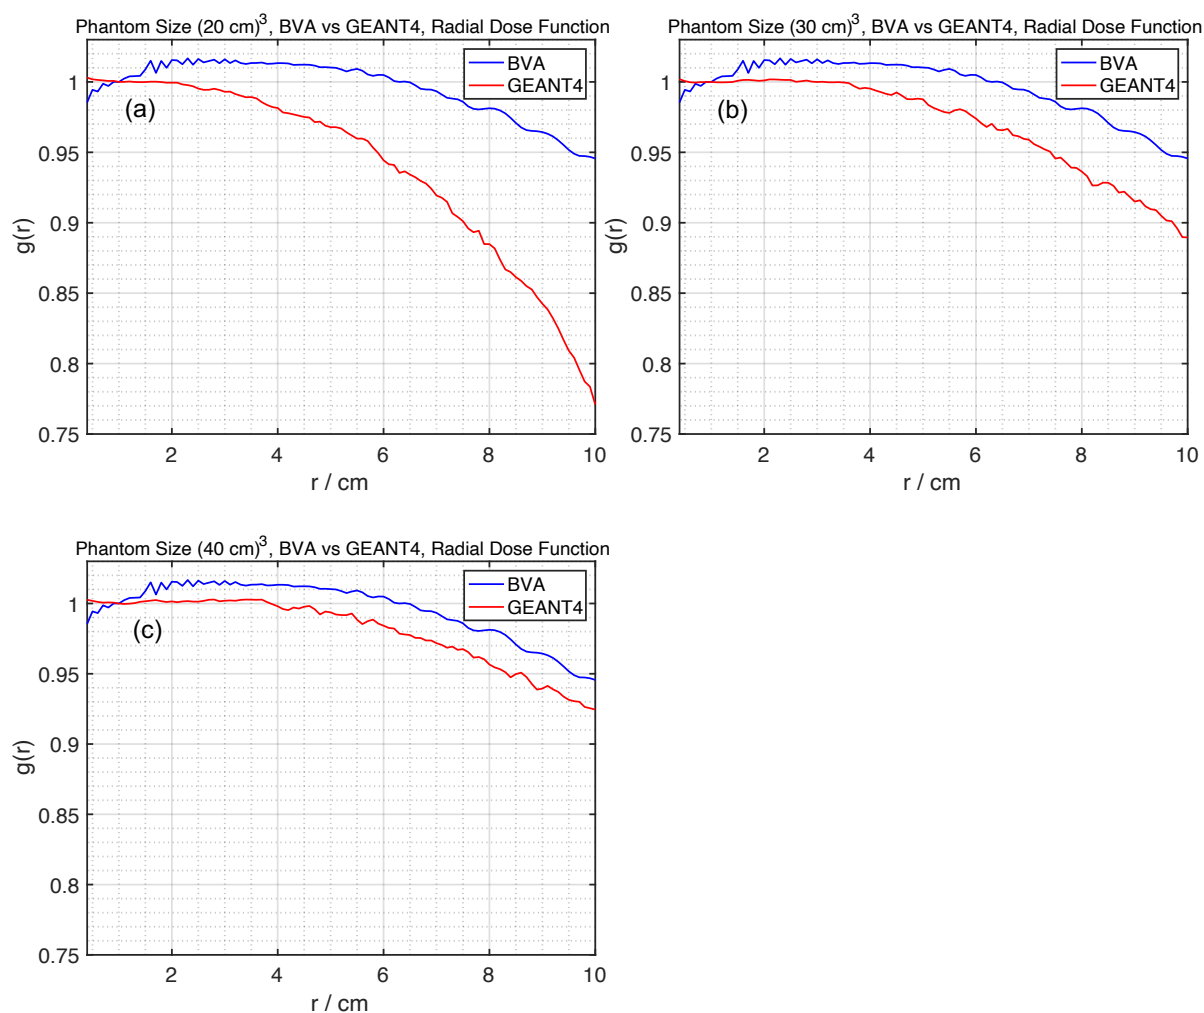 Phantom Size (20 cm)³, BVA vs GEANT4, Radial Dose Function
BVA
GEANT4
(a)
1
0.95
0.9
0.85
0.8
0.75
g(r)
2 4 6 8 10
r / cm
Phantom Size (30 cm)³, BVA vs GEANT4, Radial Dose Function
BVA
GEANT4
(b)
1
0.95
0.9
0.85
0.8
0.75
g(r)
2 4 6 8 10
r / cm
Phantom Size (40 cm)³, BVA vs GEANT4, Radial Dose Function
BVA
GEANT4
(c)
1
0.95
0.9
0.85
0.8
0.75
g(r)
2 4 6 8 10
r / cm